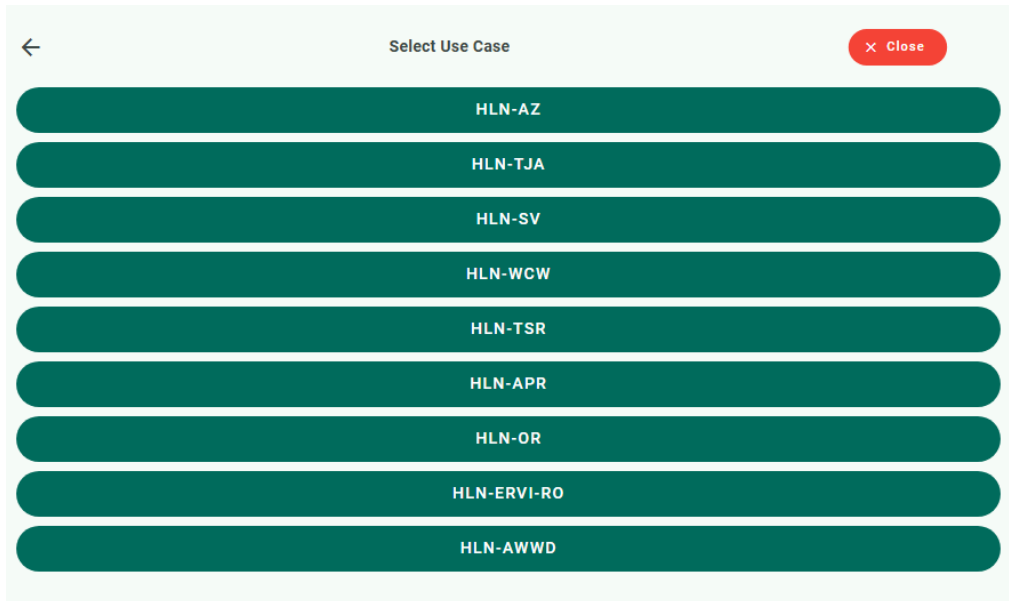 Select Use Case
Close
HLN-AZ
HLN-TJA
HLN-SV
HLN-WCW
HLN-TSR
HLN-APR
HLN-OR
HLN-ERVI-RO
HLN-AWWD